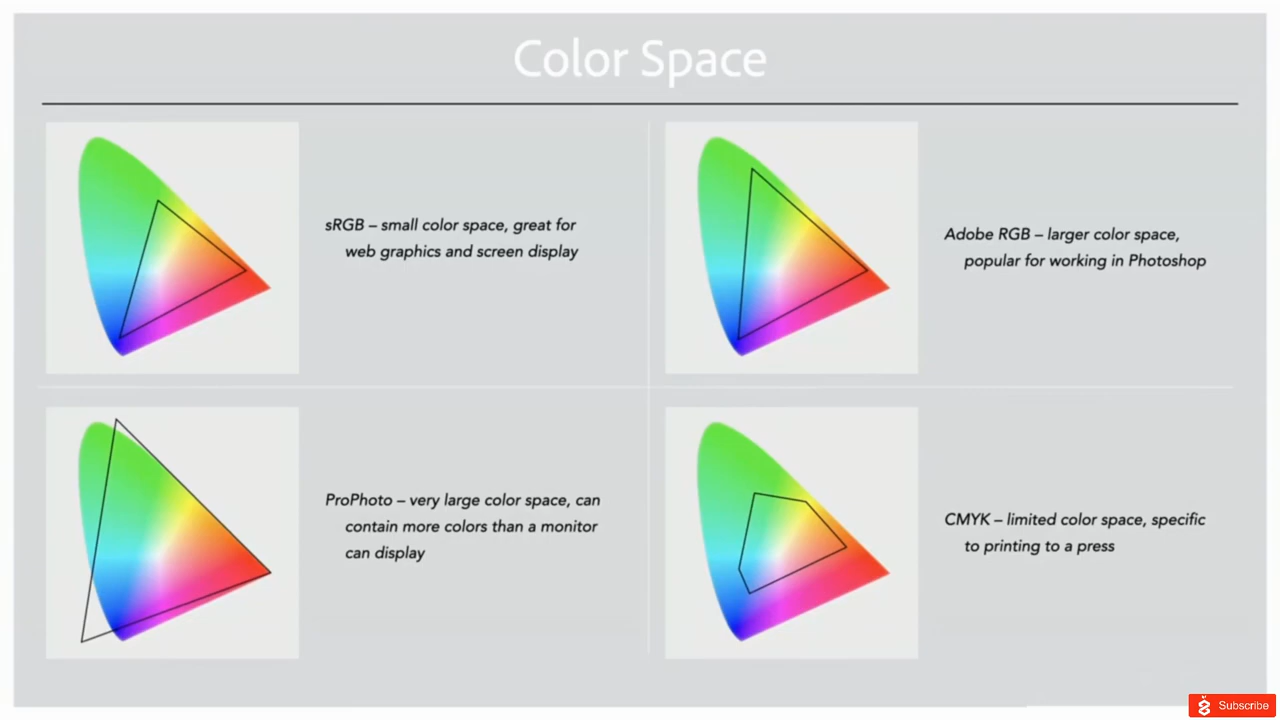 Color Space
sRGB – small color space, great for
web graphics and screen display
Adobe RGB – larger color space,
popular for working in Photoshop
ProPhoto – very large color space, can
contain more colors than a monitor
can display
CMYK – limited color space, specific
to printing to a press
Subscribe